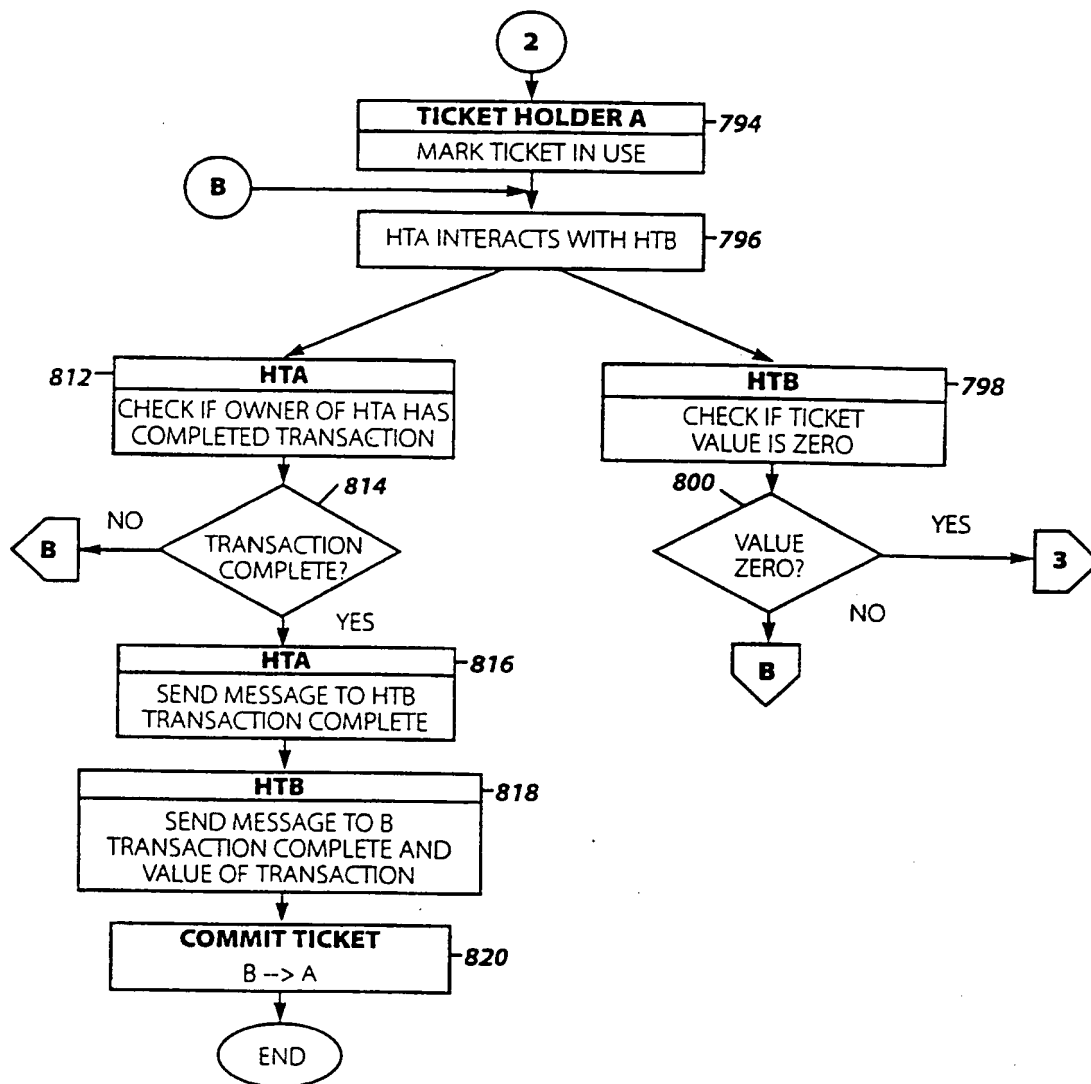 2
TICKET HOLDER A
794
MARK TICKET IN USE
B
HTA INTERACTS WITH HTB
796
812
HTA
CHECK IF OWNER OF HTA HAS
COMPLETED TRANSACTION
HTB
798
CHECK IF TICKET
VALUE IS ZERO
814
800
NO
B
TRANSACTION
COMPLETE?
YES
VALUE
ZERO?
YES
3
NO
B
HTA
816
SEND MESSAGE TO HTB
TRANSACTION COMPLETE
HTB
818
SEND MESSAGE TO B
TRANSACTION COMPLETE AND
VALUE OF TRANSACTION
COMMIT TICKET
820
B --> A
END